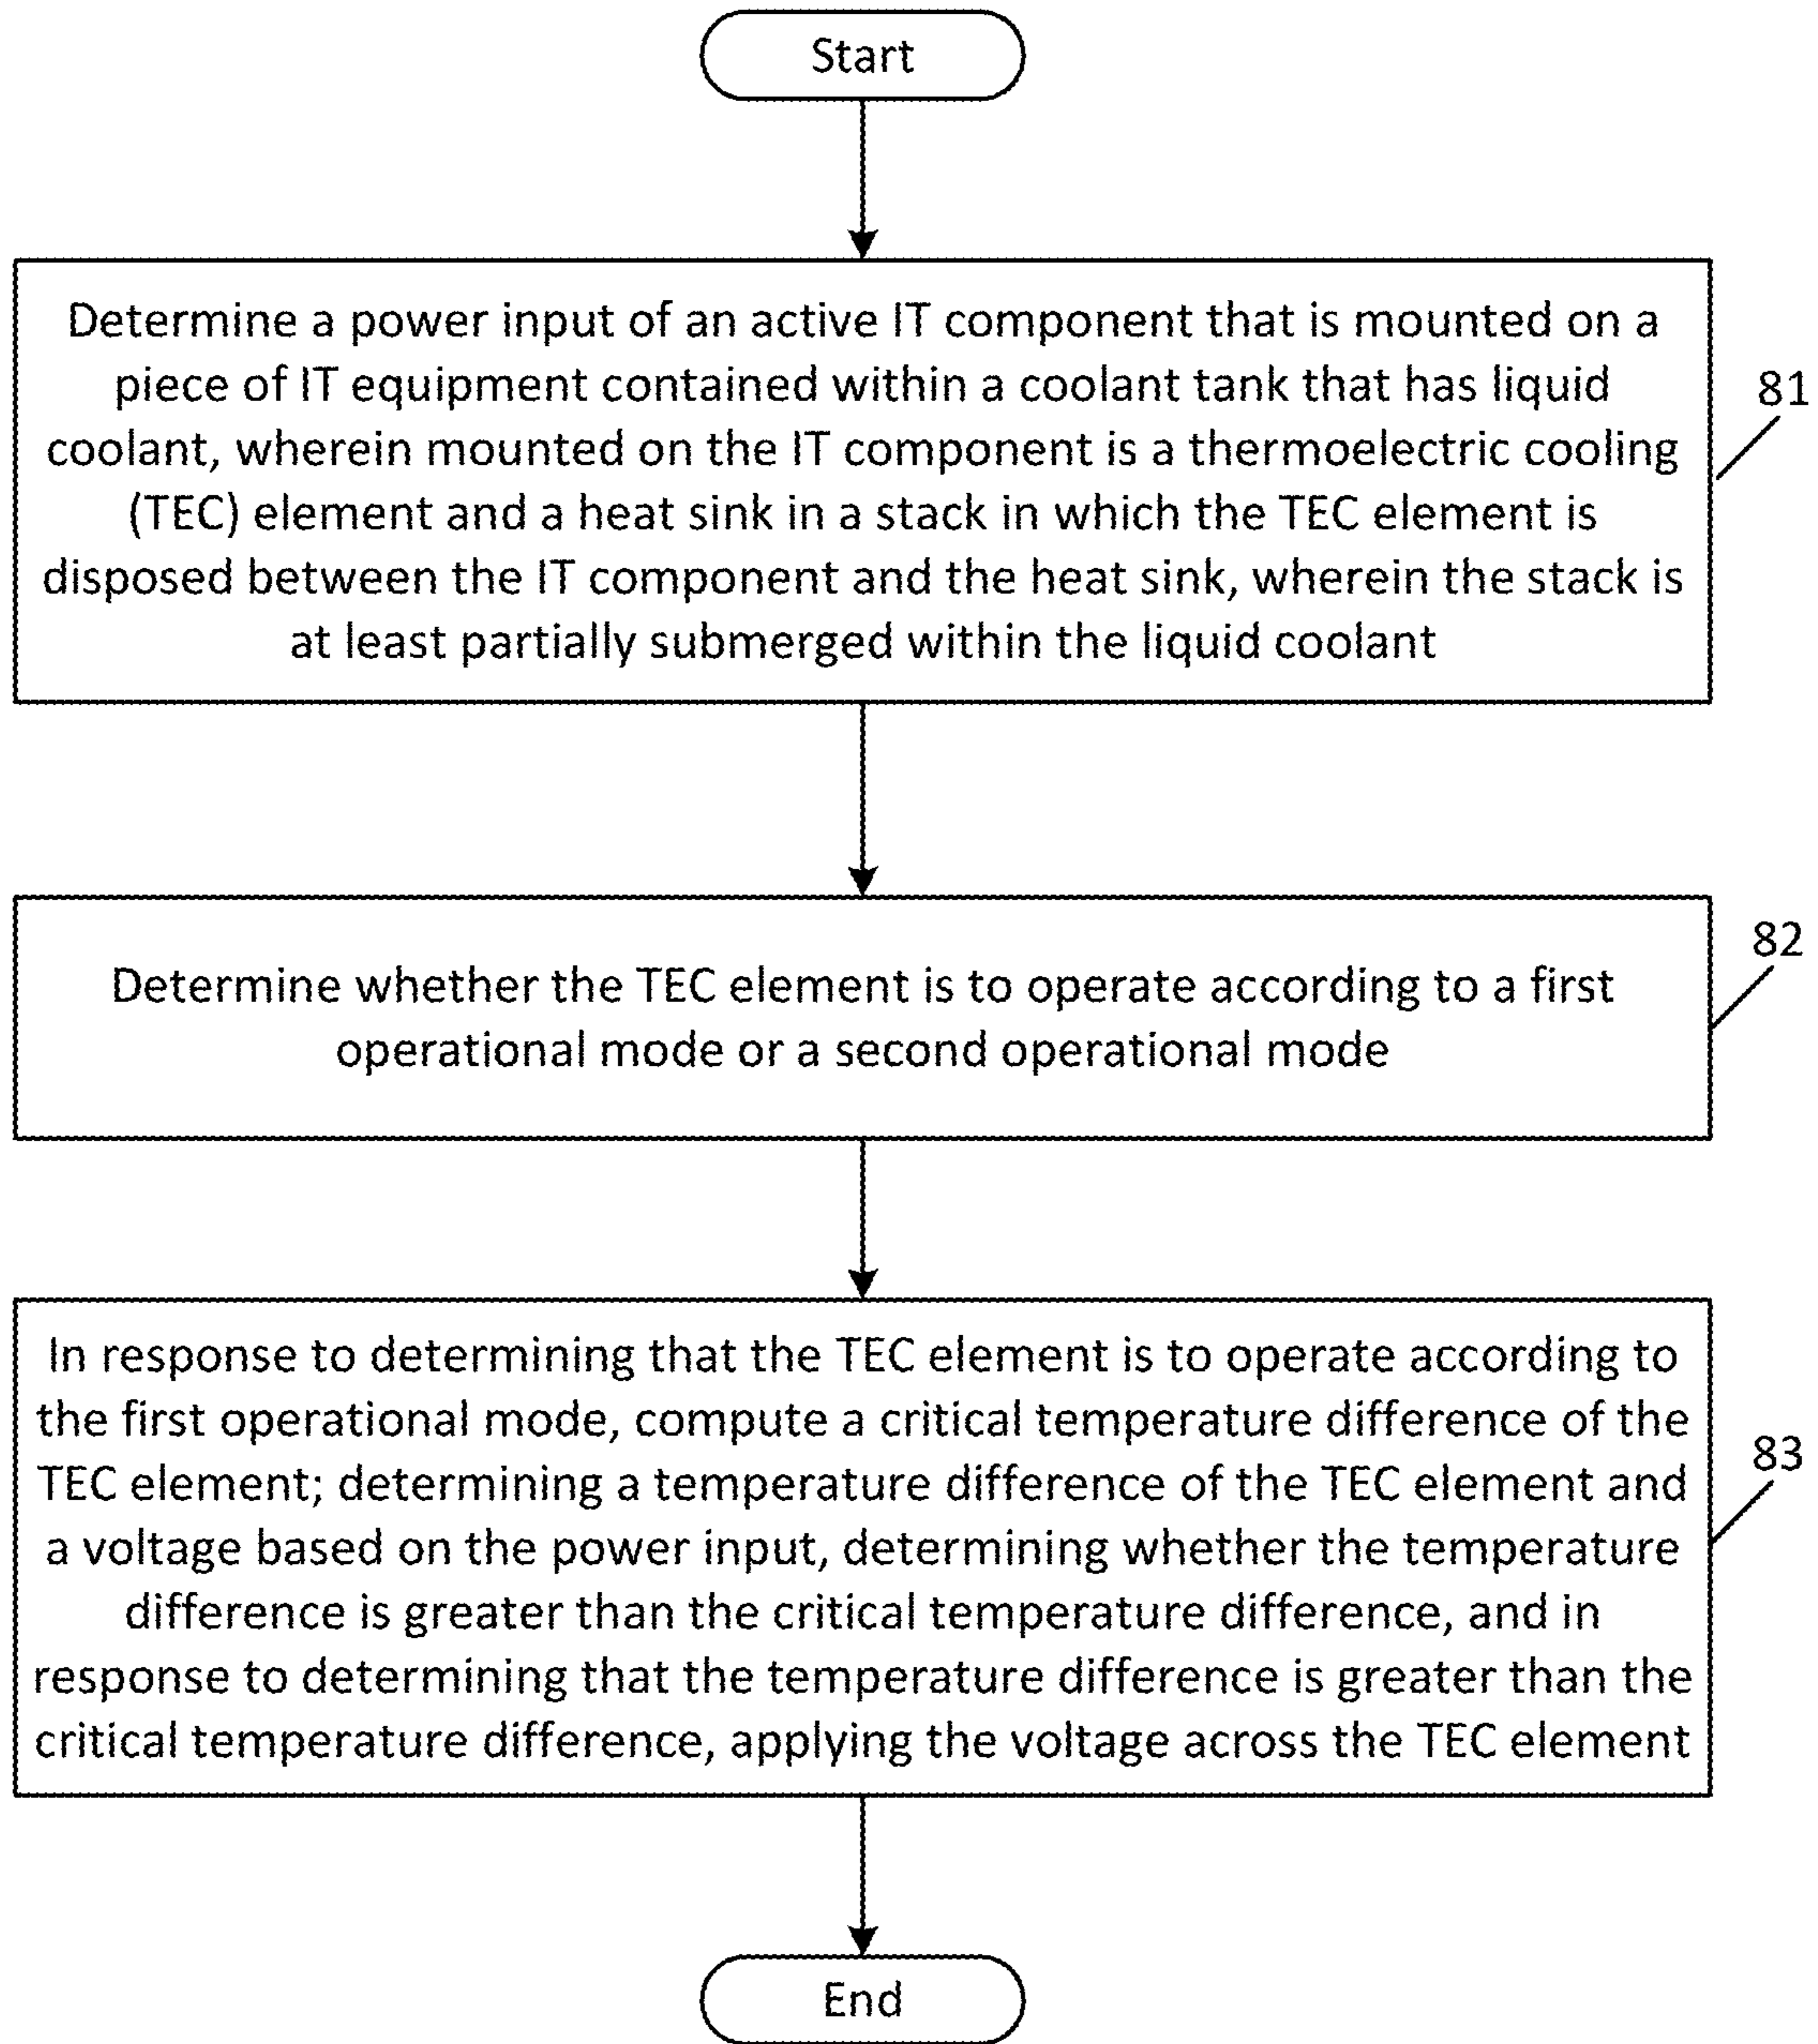 Start
Determine a power input of an active IT component that is mounted on a
piece of IT equipment contained within a coolant tank that has liquid
coolant, wherein mounted on the IT component is a thermoelectric cooling
(TEC) element and a heat sink in a stack in which the TEC element is
disposed between the IT component and the heat sink, wherein the stack is
at least partially submerged within the liquid coolant
81
Determine whether the TEC element is to operate according to a first
operational mode or a second operational mode
82
In response to determining that the TEC element is to operate according to
the first operational mode, compute a critical temperature difference of the
TEC element; determining a temperature difference of the TEC element and
a voltage based on the power input, determining whether the temperature
difference is greater than the critical temperature difference, and in
response to determining that the temperature difference is greater than the
critical temperature difference, applying the voltage across the TEC element
83
End